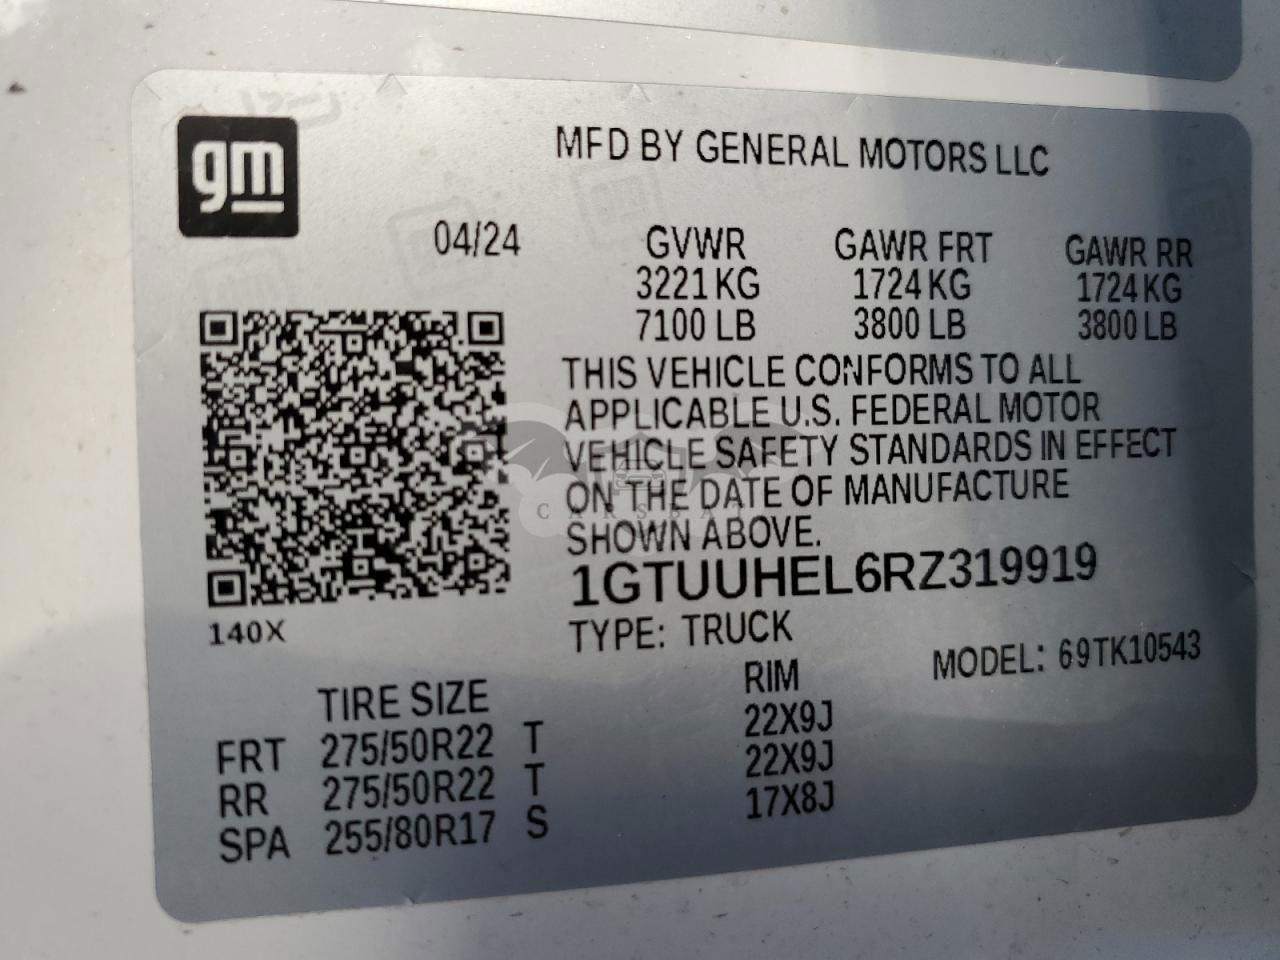 gm
MFD BY GENERAL MOTORS LLC
04/24 GVWR GAWR FRT GAWR RR
3221 KG 1724 KG 1724 KG
7100 LB 3800 LB 3800 LB
THIS VEHICLE CONFORMS TO ALL
APPLICABLE U.S. FEDERAL MOTOR
VEHICLE SAFETY STANDARDS IN EFFECT
ON THE DATE OF MANUFACTURE
SHOWN ABOVE.
1GTUUHEL6RZ319919
140X
TYPE: TRUCK MODEL: 69TK10543
TIRE SIZE RIM
FRT 275/50R22 T 22X9J
RR 275/50R22 T 22X9J
SPA 255/80R17 S 17X8J